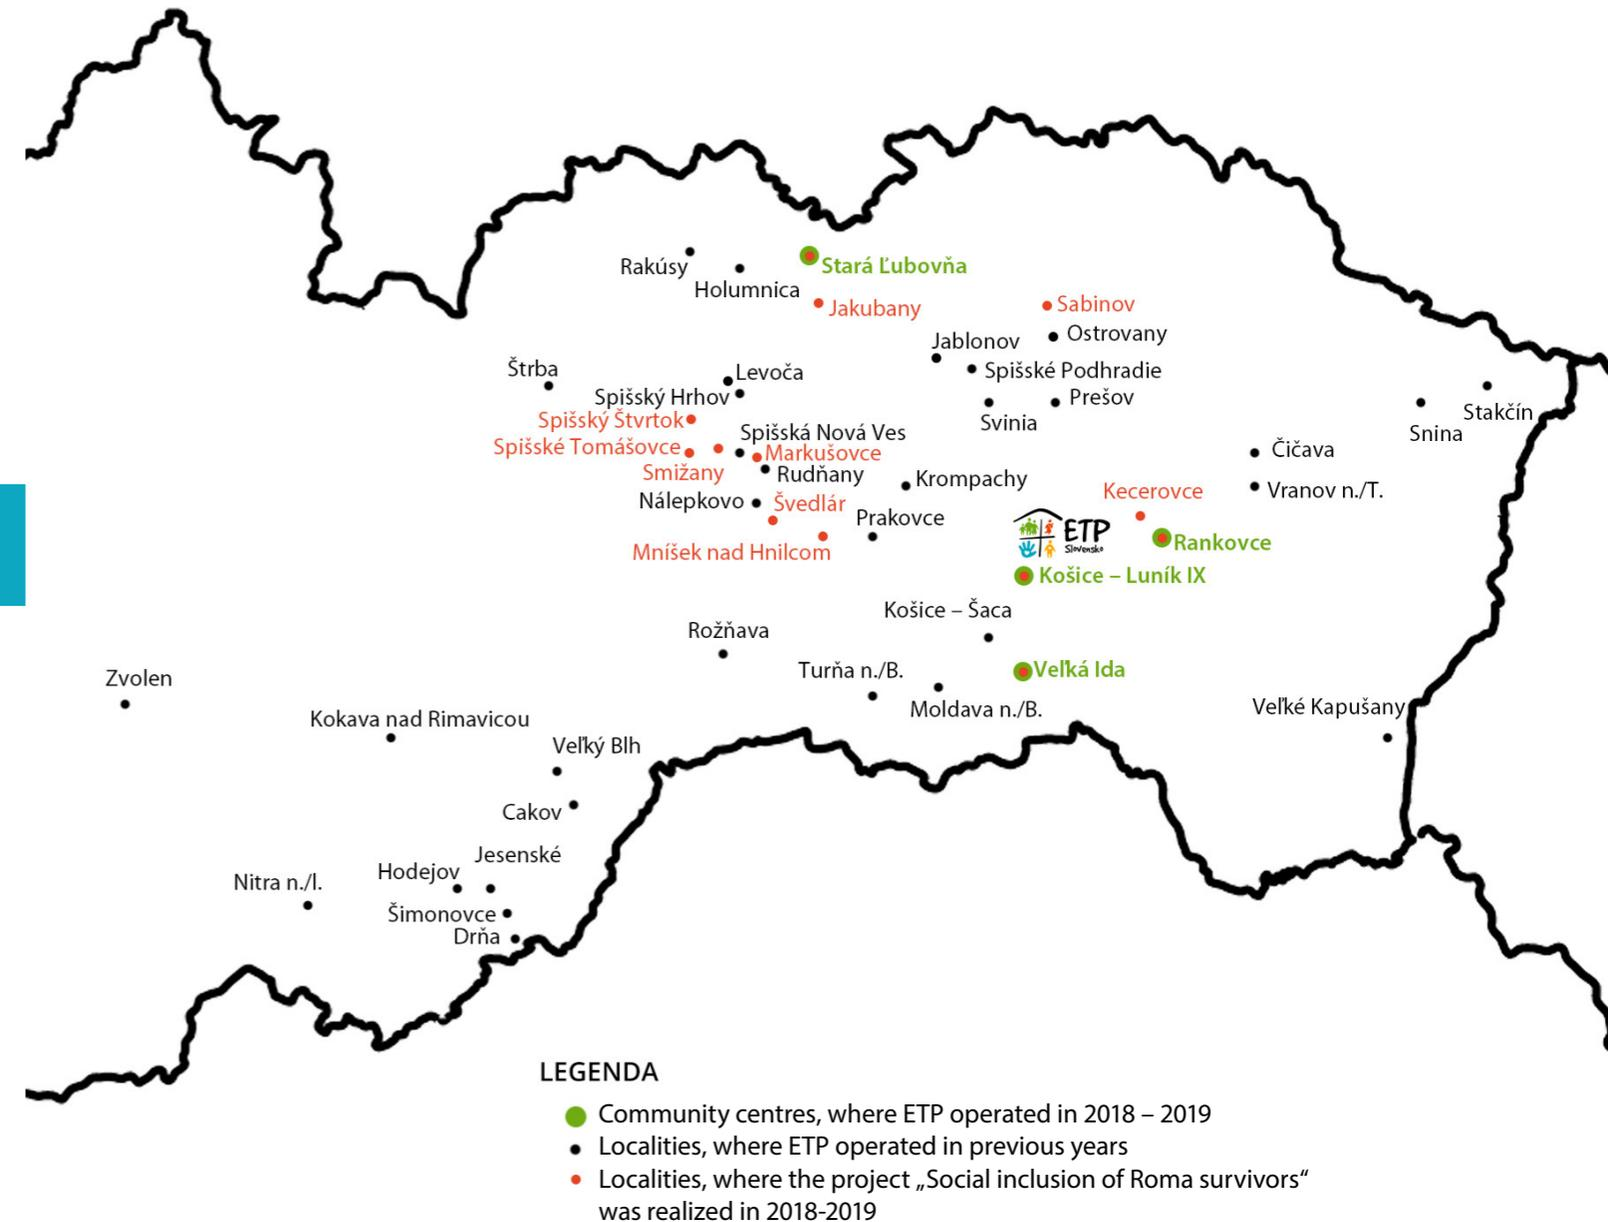 Rakúsy
Holumnica
Stará Ľubovňa
Jakubany
Sabinov
Ostrovany
Jablonov
Spišské Podhradie
Štrba
Levoča
Spišský Hrhov
Prešov
Svinia
Stakčín
Snina
Spišský Štvrtok
Spišská Nová Ves
Spišské Tomášovce
Markušovce
Smižany
Rudňany
Čičava
Krompachy
Kecerovce
Vranov n./T.
Nálepkovo
Švedlár
Prakovce
ETP
Slovensko
Rankovce
Mníšek nad Hnilcom
Košice – Luník IX
Košice – Šaca
Rožňava
Turňa n./B.
Veľká Ida
Zvolen
Moldava n./B.
Veľké Kapušany
Kokava nad Rimavicou
Veľký Blh
Cakov
Jesenské
Hodejov
Nitra n./I.
Šimonovce
Drňa
LEGENDA
Community centres, where ETP operated in 2018 – 2019
Localities, where ETP operated in previous years
Localities, where the project „Social inclusion of Roma survivors“
was realized in 2018-2019